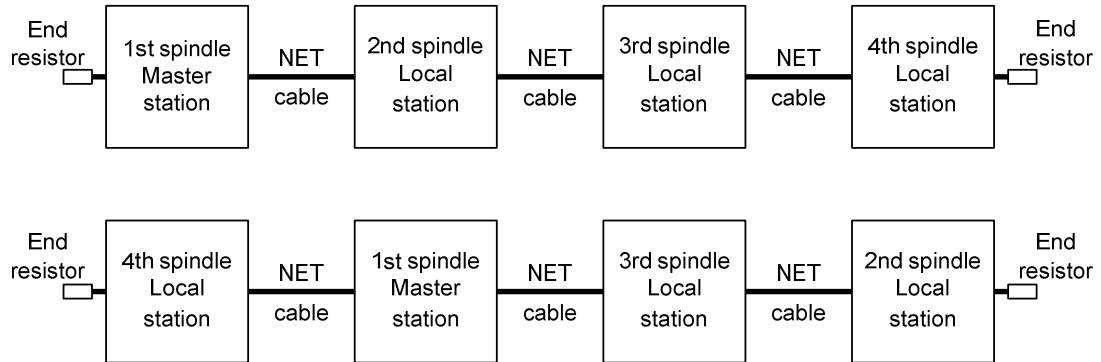 End
resistor
1st spindle
Master
station
NET
cable
2nd spindle
Local
station
NET
cable
3rd spindle
Local
station
NET
cable
4th spindle
Local
station
End
resistor
End
resistor
4th spindle
Local
station
NET
cable
1st spindle
Master
station
NET
cable
3rd spindle
Local
station
NET
cable
2nd spindle
Local
station
End
resistor